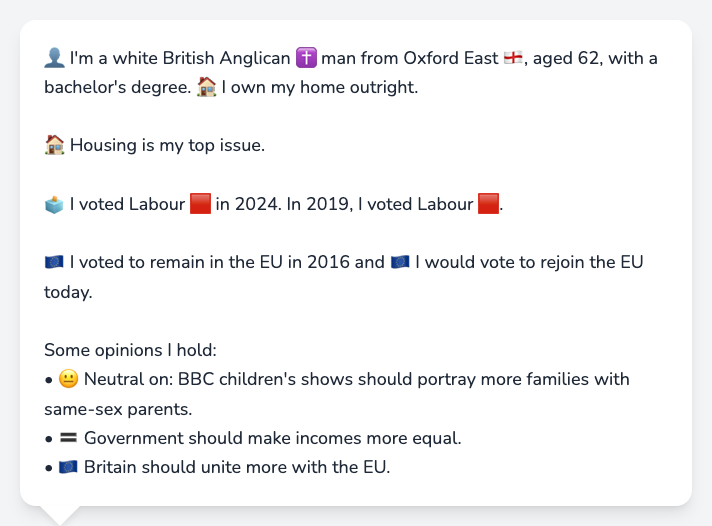 👤 I'm a white British Anglican ✝️ man from Oxford East 🏴󠁧󠁢󠁥󠁮󠁧󠁿, aged 62, with a
bachelor's degree. 🏠 I own my home outright.
🏠 Housing is my top issue.
🗳️ I voted Labour 🟥 in 2024. In 2019, I voted Labour 🟥.
🇪🇺 I voted to remain in the EU in 2016 and 🇪🇺 I would vote to rejoin the EU
today.
Some opinions I hold:
• 😐 Neutral on: BBC children's shows should portray more families with
same-sex parents.
• 🟰 Government should make incomes more equal.
• 🇪🇺 Britain should unite more with the EU.